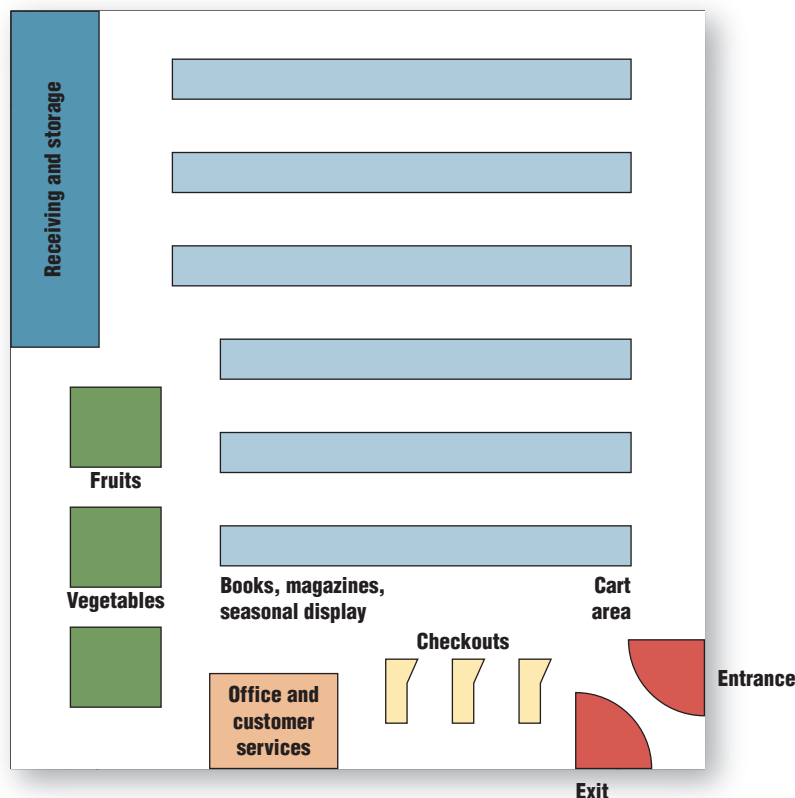 Receiving and storage
Fruits
Vegetables
Books, magazines,
seasonal display
Cart
area
Checkouts
Entrance
Office and
customer
services
Exit